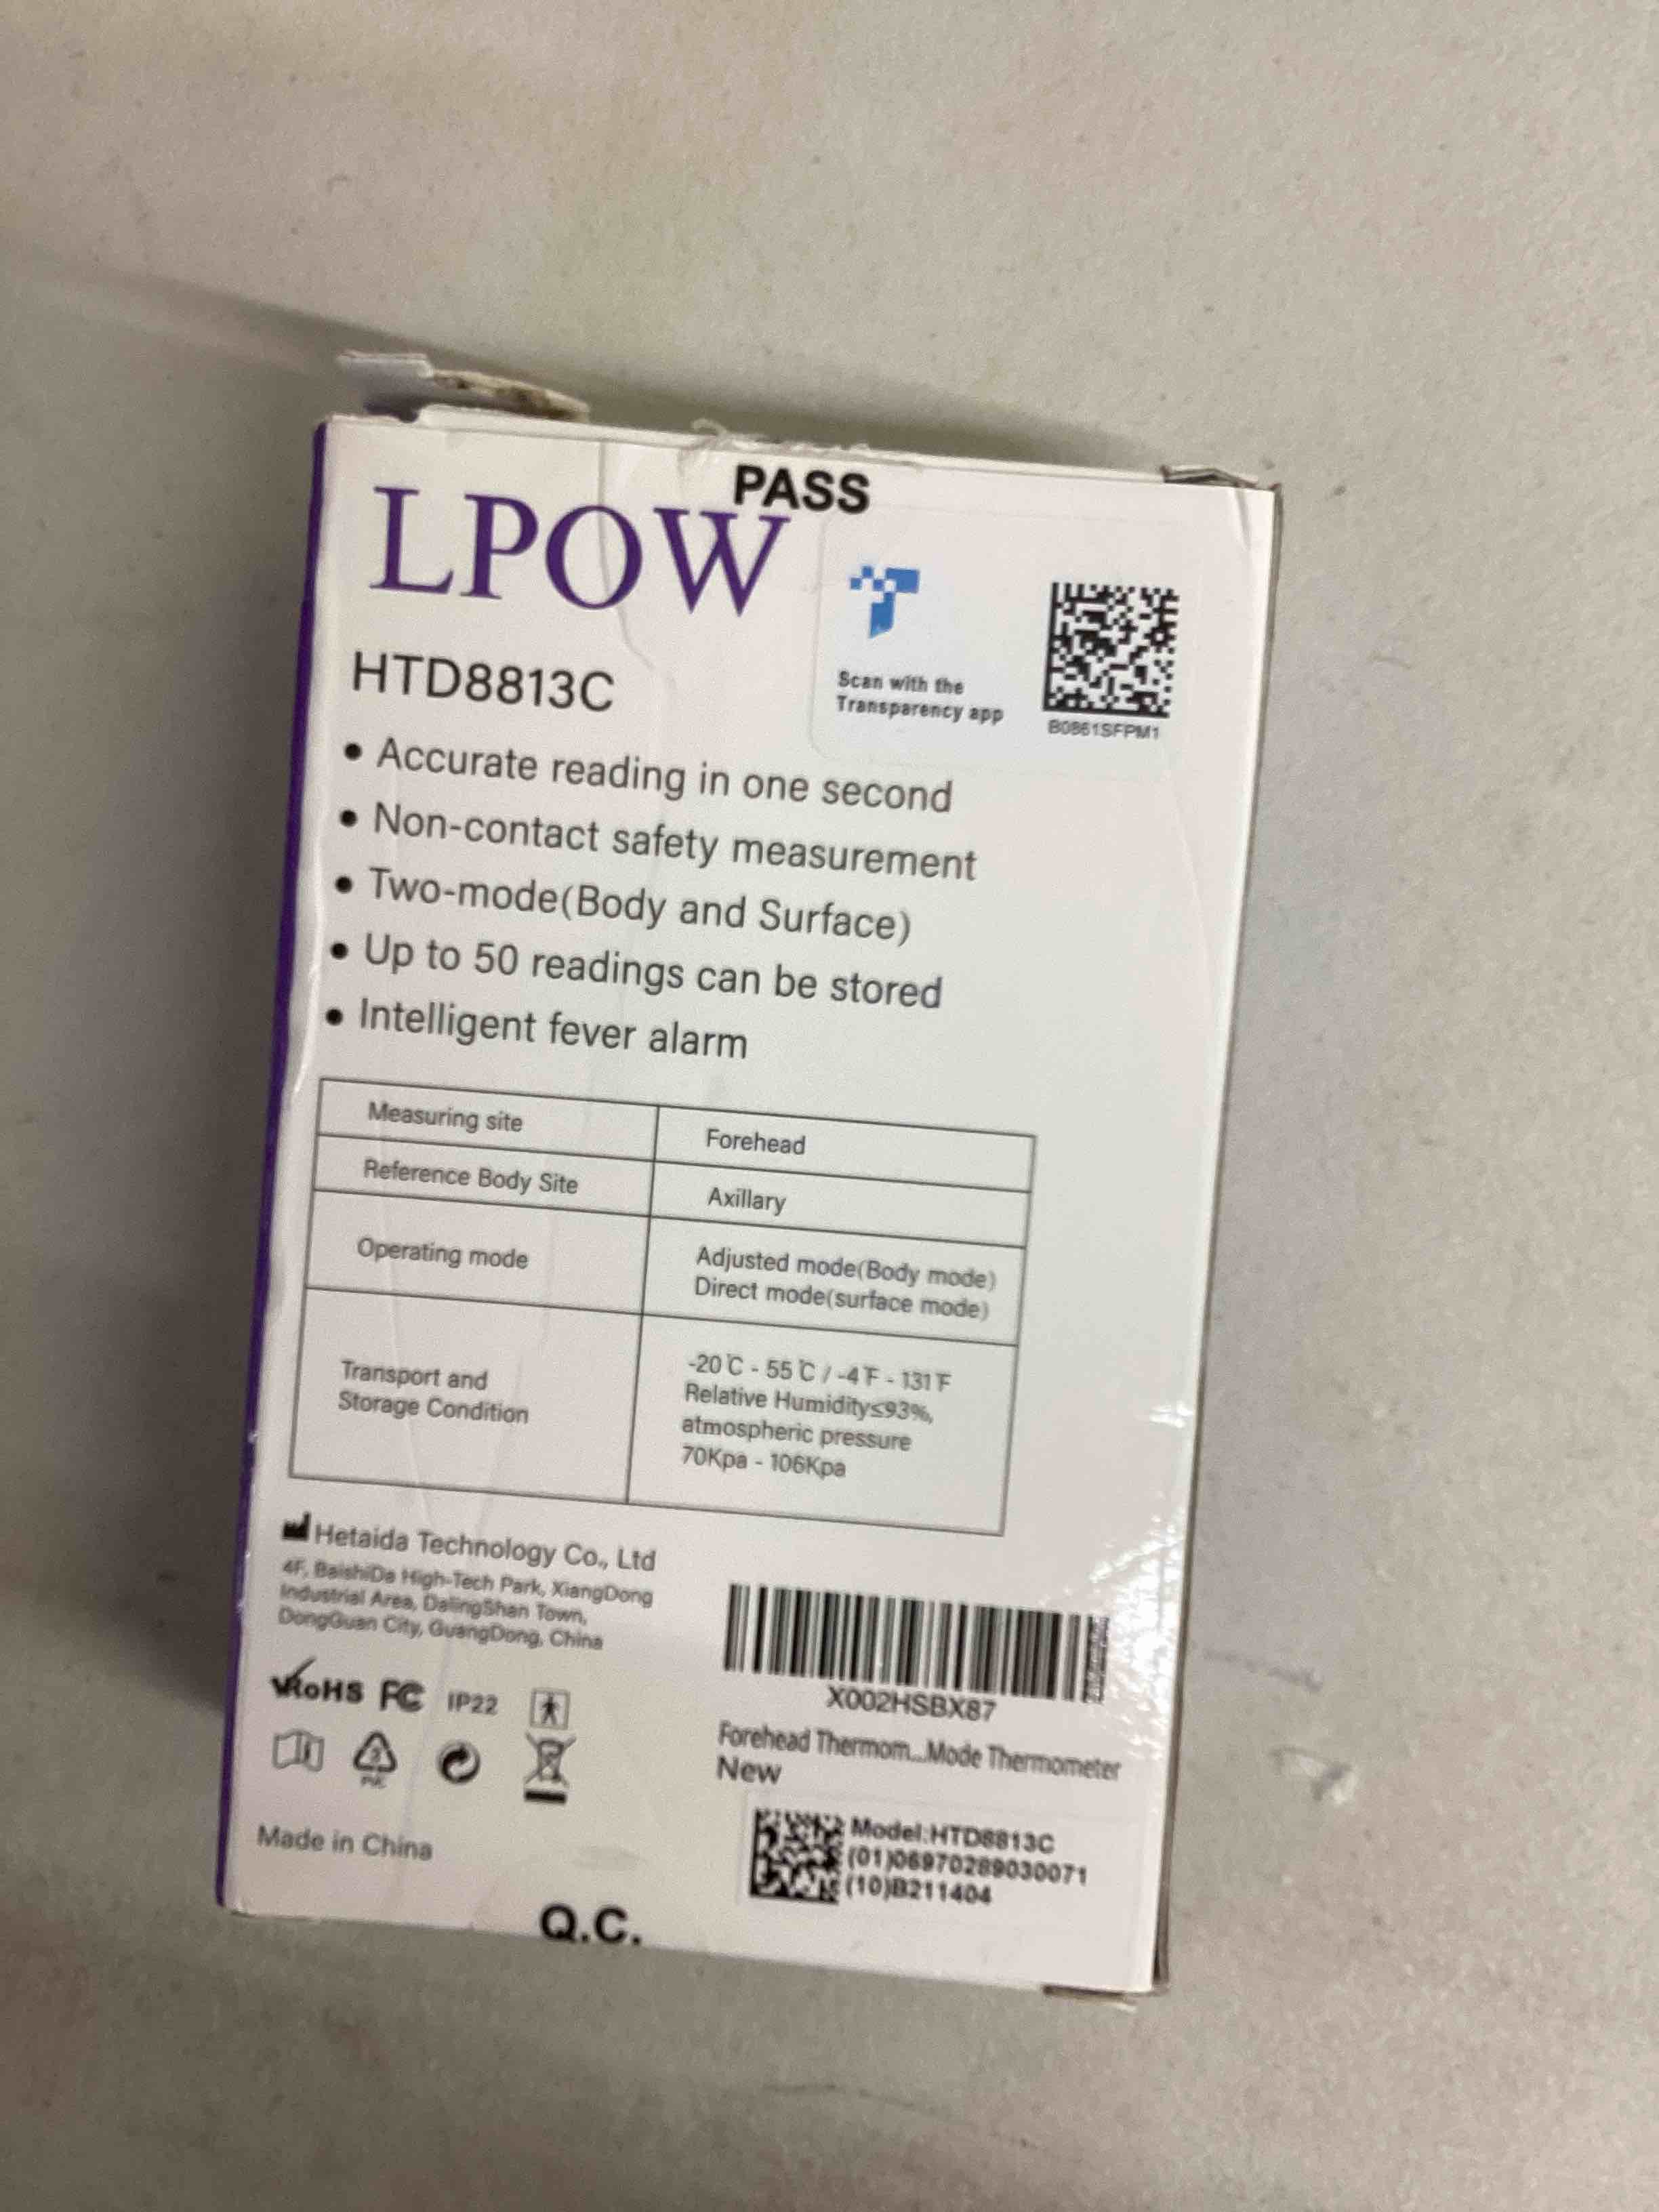 PASS
LPOW
Scan with the
Transparency app
B0861SFPM1
HTD8813C
• Accurate reading in one second
• Non-contact safety measurement
• Two-mode(Body and Surface)
• Up to 50 readings can be stored
• Intelligent fever alarm
Measuring site Forehead
Reference Body Site Axillary
Operating mode Adjusted mode(Body mode)
Direct mode(surface mode)
Transport and
Storage Condition
-20℃ - 55℃ / -4℉ - 131℉
Relative Humidity≤93%,
atmospheric pressure
70Kpa - 106Kpa
Hetaida Technology Co., Ltd
4F, BaishiDa High-Tech Park, XiangDong
Industrial Area, DalingShan Town,
DongGuan City, GuangDong, China
RoHS FC IP22
Made in China
X002HSBX87
Forehead Thermom...Mode Thermometer
New
Model:HTD8813C
(01)06970289030071
(10)B211404
Q.C.